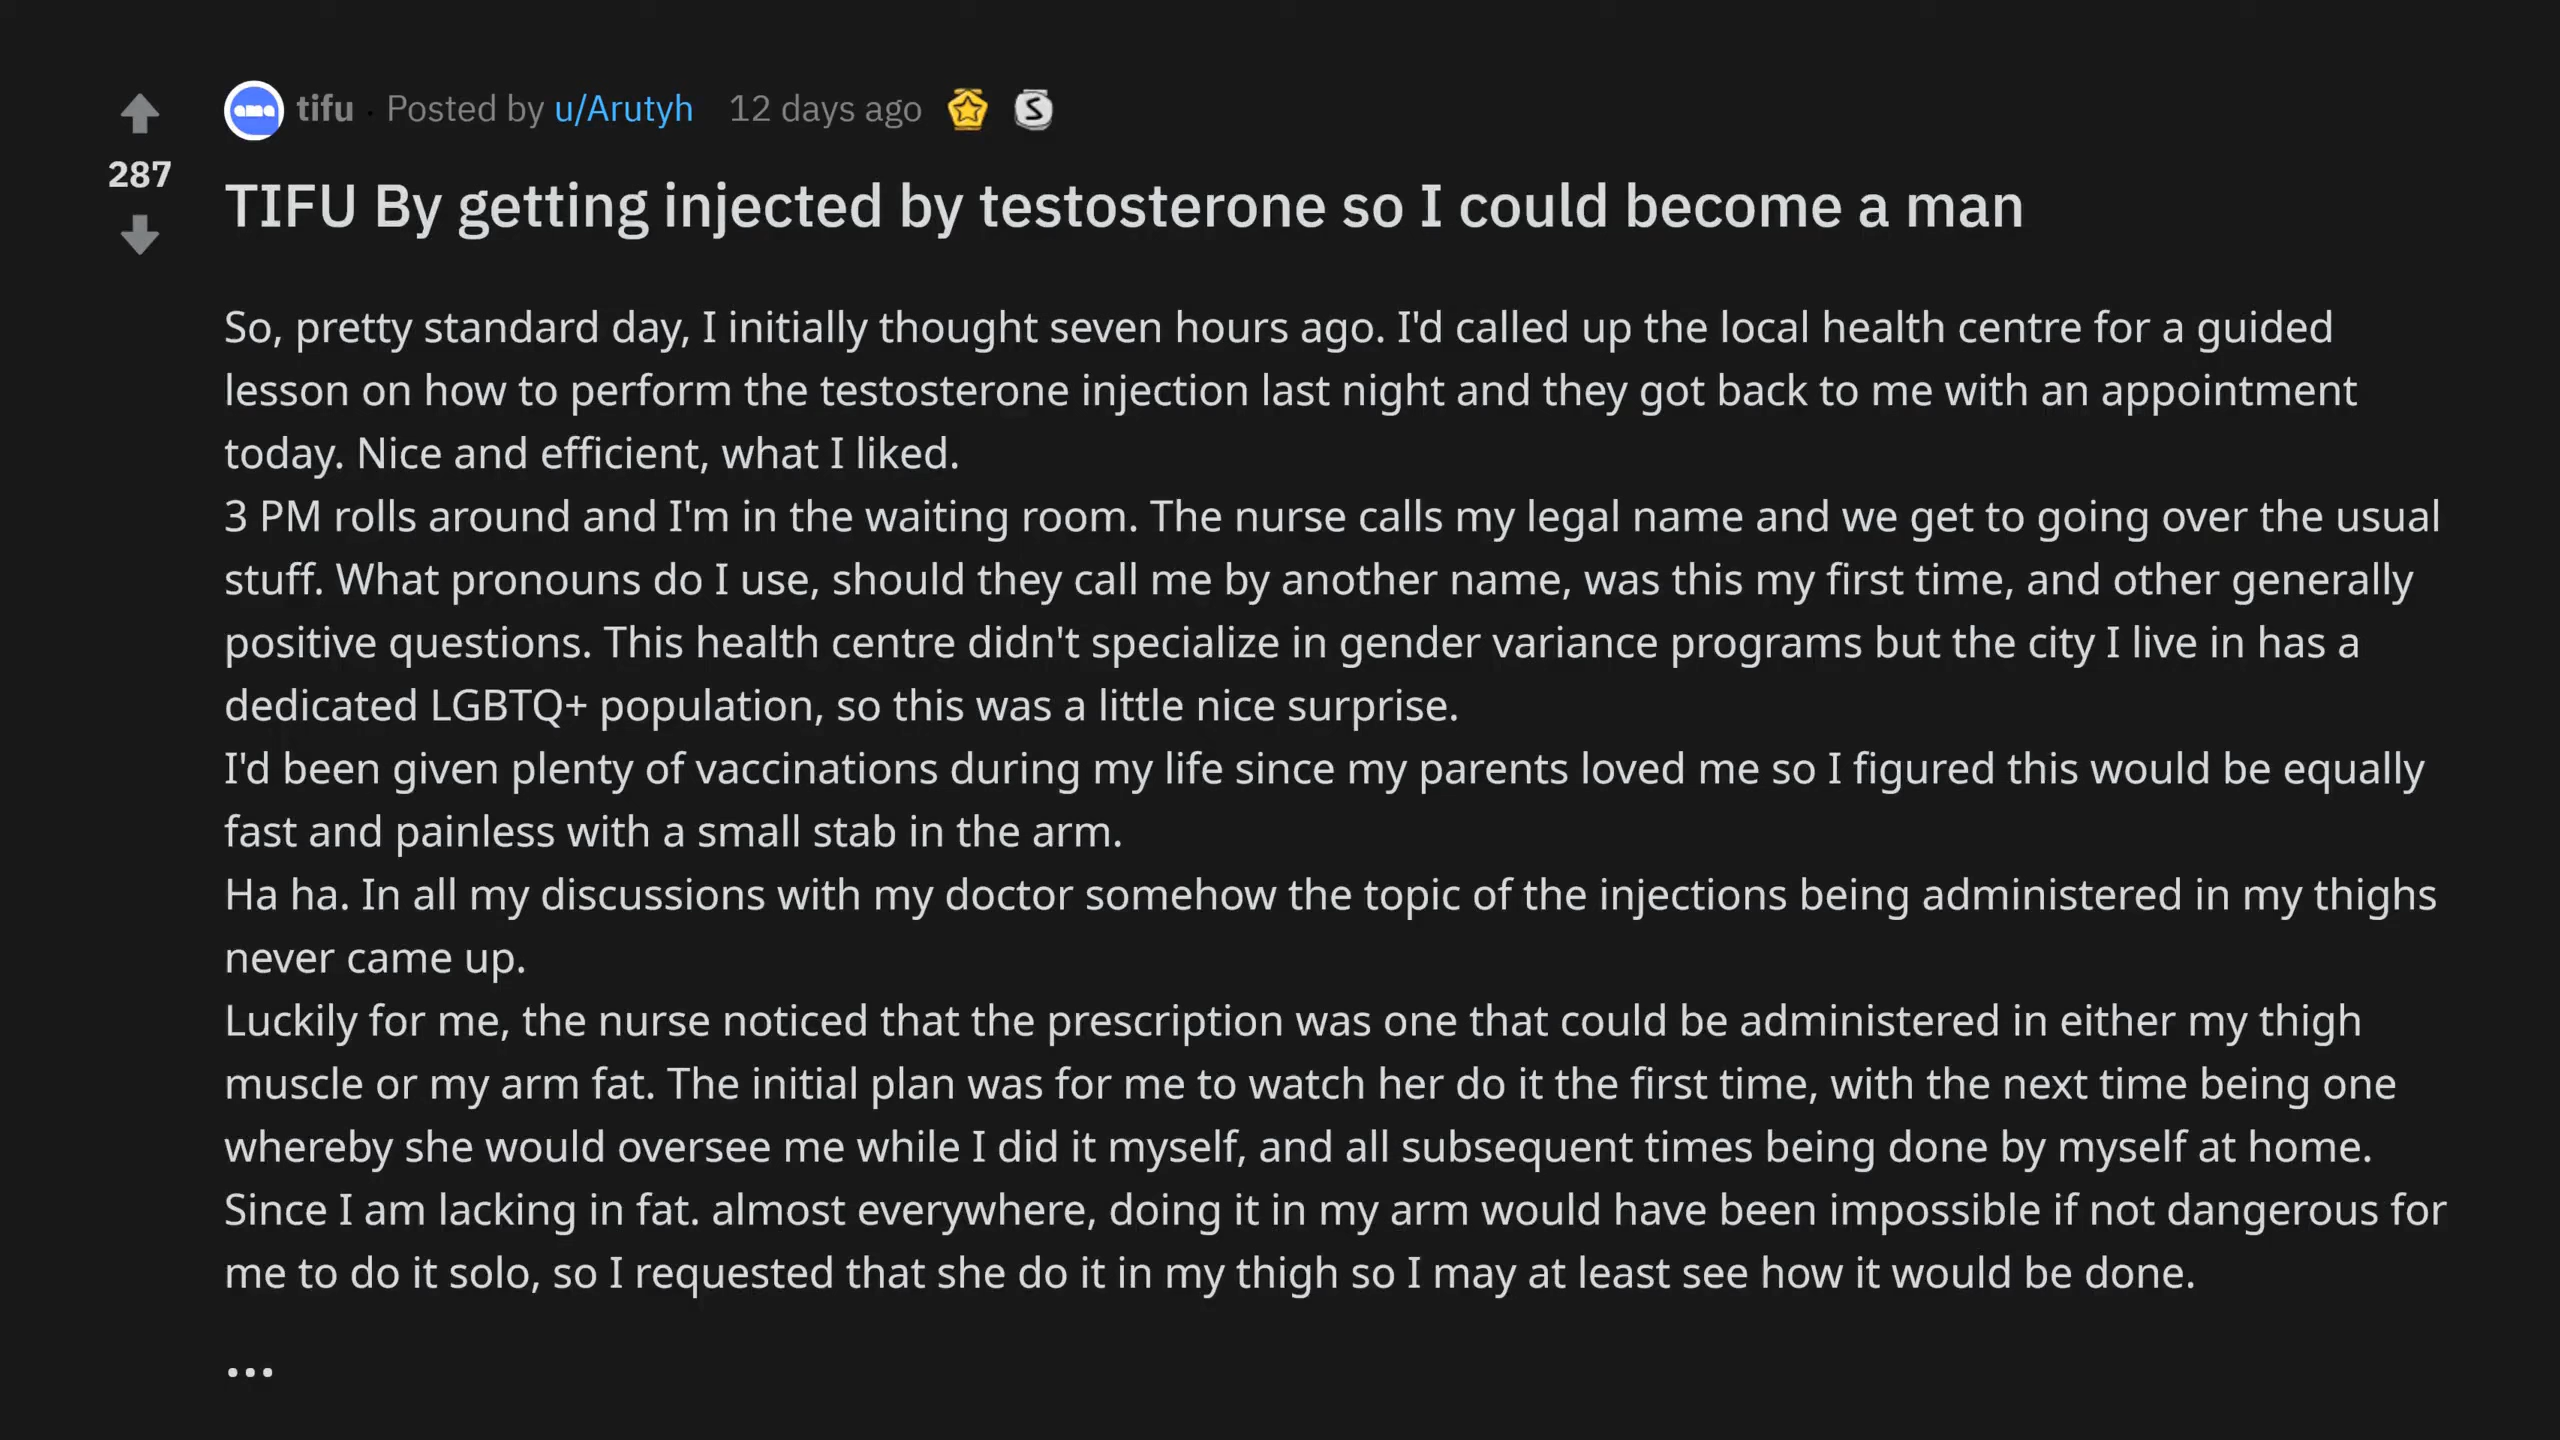 ama tifu · Posted by u/Arutyh 12 days ago S
287
TIFU By getting injected by testosterone so I could become a man
So, pretty standard day, I initially thought seven hours ago. I'd called up the local health centre for a guided
lesson on how to perform the testosterone injection last night and they got back to me with an appointment
today. Nice and efficient, what I liked.
3 PM rolls around and I'm in the waiting room. The nurse calls my legal name and we get to going over the usual
stuff. What pronouns do I use, should they call me by another name, was this my first time, and other generally
positive questions. This health centre didn't specialize in gender variance programs but the city I live in has a
dedicated LGBTQ+ population, so this was a little nice surprise.
I'd been given plenty of vaccinations during my life since my parents loved me so I figured this would be equally
fast and painless with a small stab in the arm.
Ha ha. In all my discussions with my doctor somehow the topic of the injections being administered in my thighs
never came up.
Luckily for me, the nurse noticed that the prescription was one that could be administered in either my thigh
muscle or my arm fat. The initial plan was for me to watch her do it the first time, with the next time being one
whereby she would oversee me while I did it myself, and all subsequent times being done by myself at home.
Since I am lacking in fat. almost everywhere, doing it in my arm would have been impossible if not dangerous for
me to do it solo, so I requested that she do it in my thigh so I may at least see how it would be done.
...